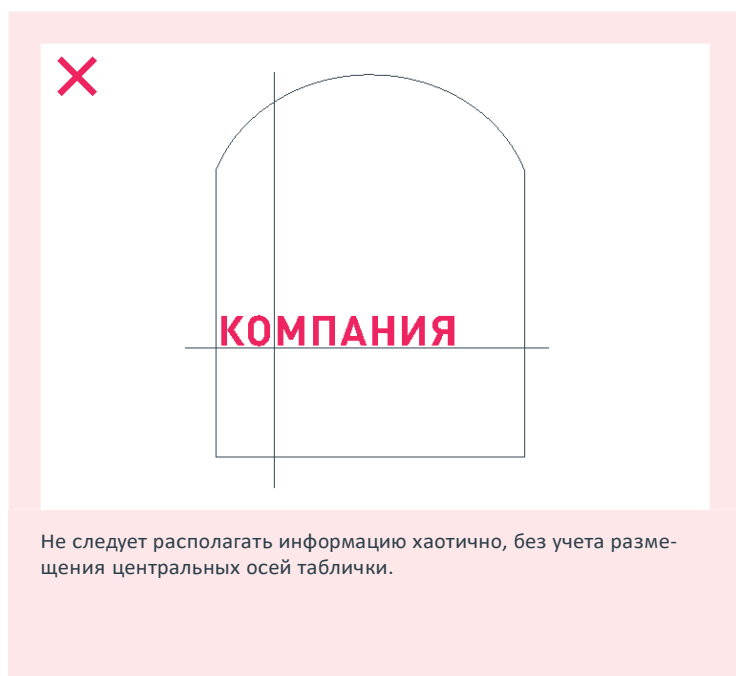 КОМПАНИЯ
Не следует располагать информацию хаотично, без учета разме-
щения центральных осей таблички.